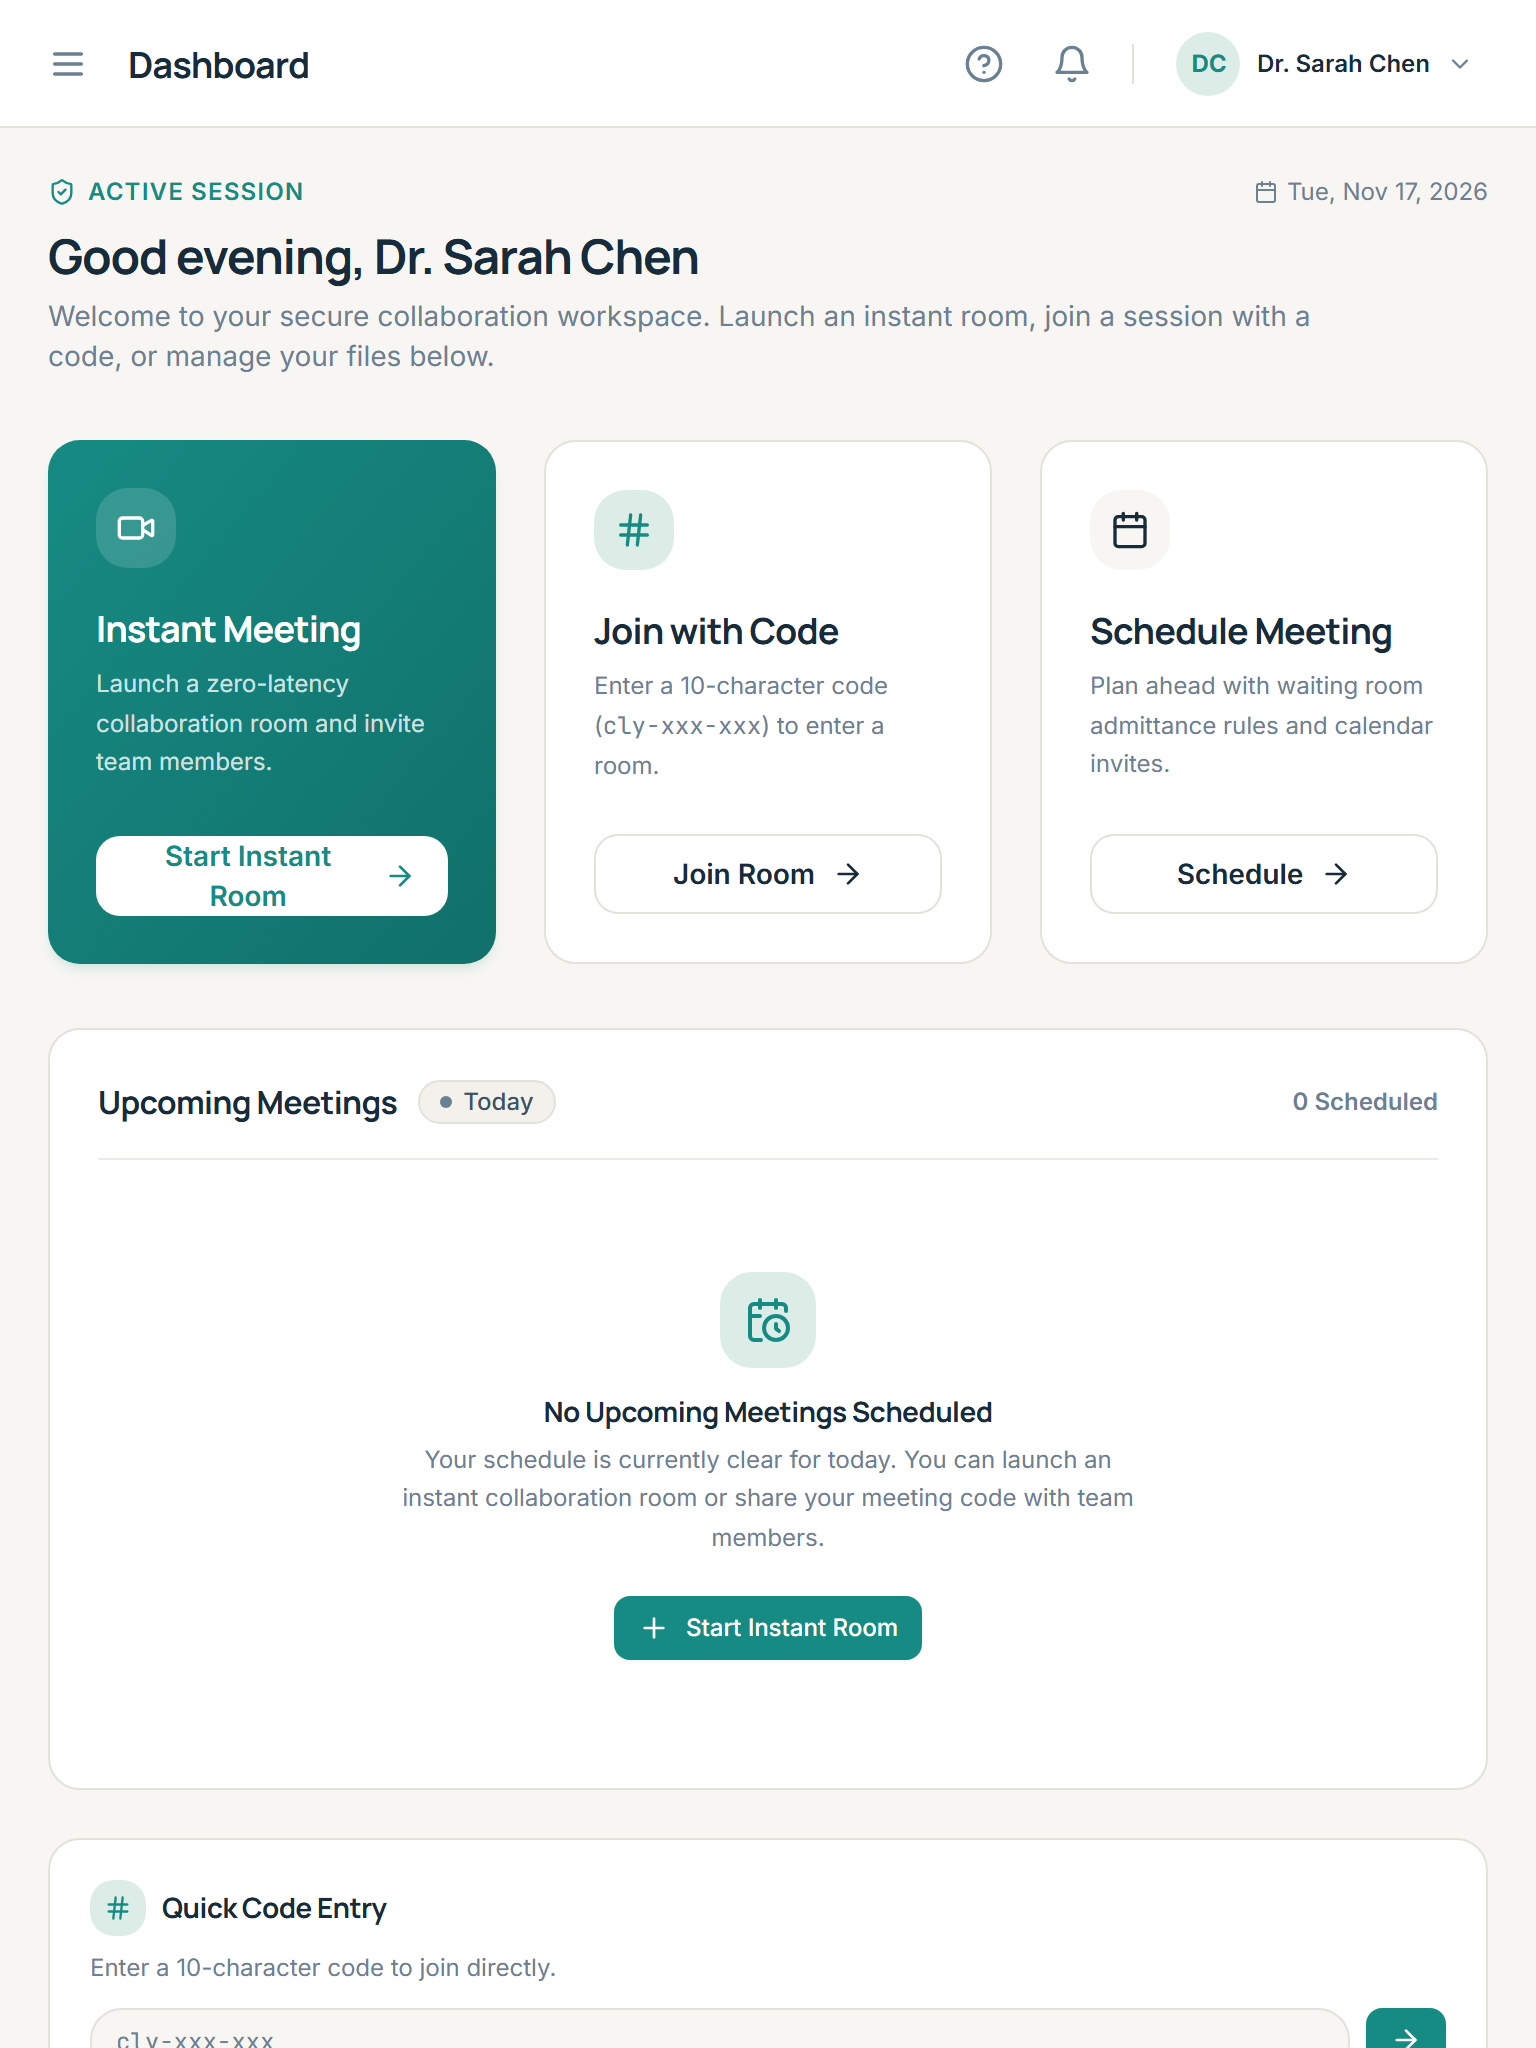 Dashboard
DC
Dr. Sarah Chen
ACTIVE SESSION
Tue, Nov 17, 2026
Good evening, Dr. Sarah Chen
Welcome to your secure collaboration workspace. Launch an instant room, join a session with a
code, or manage your files below.
Instant Meeting
Launch a zero-latency
collaboration room and invite
team members.
Start Instant
Room
Join with Code
Enter a 10-character code
(cly-xxx-xxx) to enter a
room.
Join Room
Schedule Meeting
Plan ahead with waiting room
admittance rules and calendar
invites.
Schedule
Upcoming Meetings
Today
0 Scheduled
No Upcoming Meetings Scheduled
Your schedule is currently clear for today. You can launch an
instant collaboration room or share your meeting code with team
members.
Start Instant Room
Quick Code Entry
Enter a 10-character code to join directly.
cly-xxx-xxx